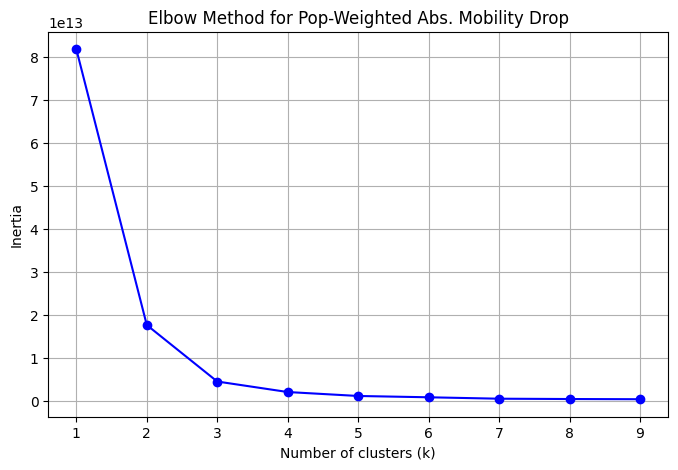 Elbow Method for Pop-Weighted Abs. Mobility Drop
1e13
8
7
6
5
4
3
2
1
0
Inertia
1 2 3 4 5 6 7 8 9
Number of clusters (k)